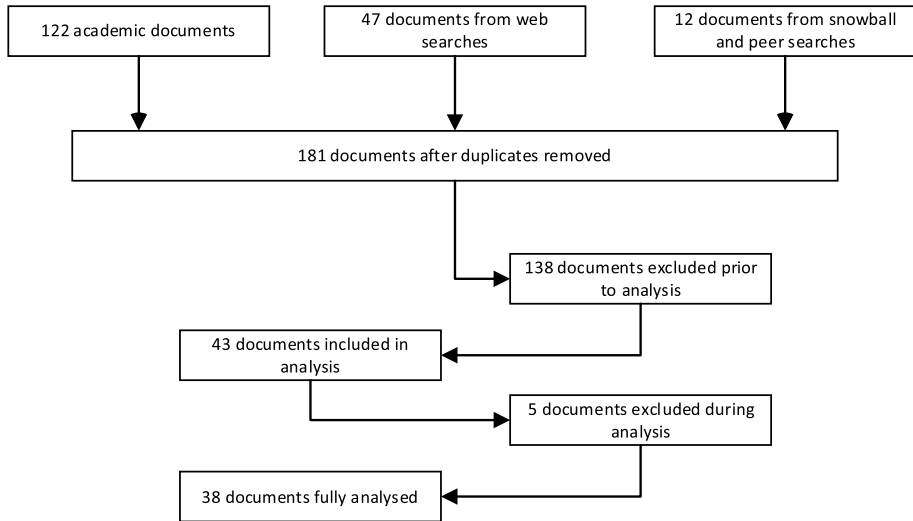 122 academic documents
47 documents from web
searches
12 documents from snowball
and peer searches
181 documents after duplicates removed
138 documents excluded prior
to analysis
43 documents included in
analysis
5 documents excluded during
analysis
38 documents fully analysed